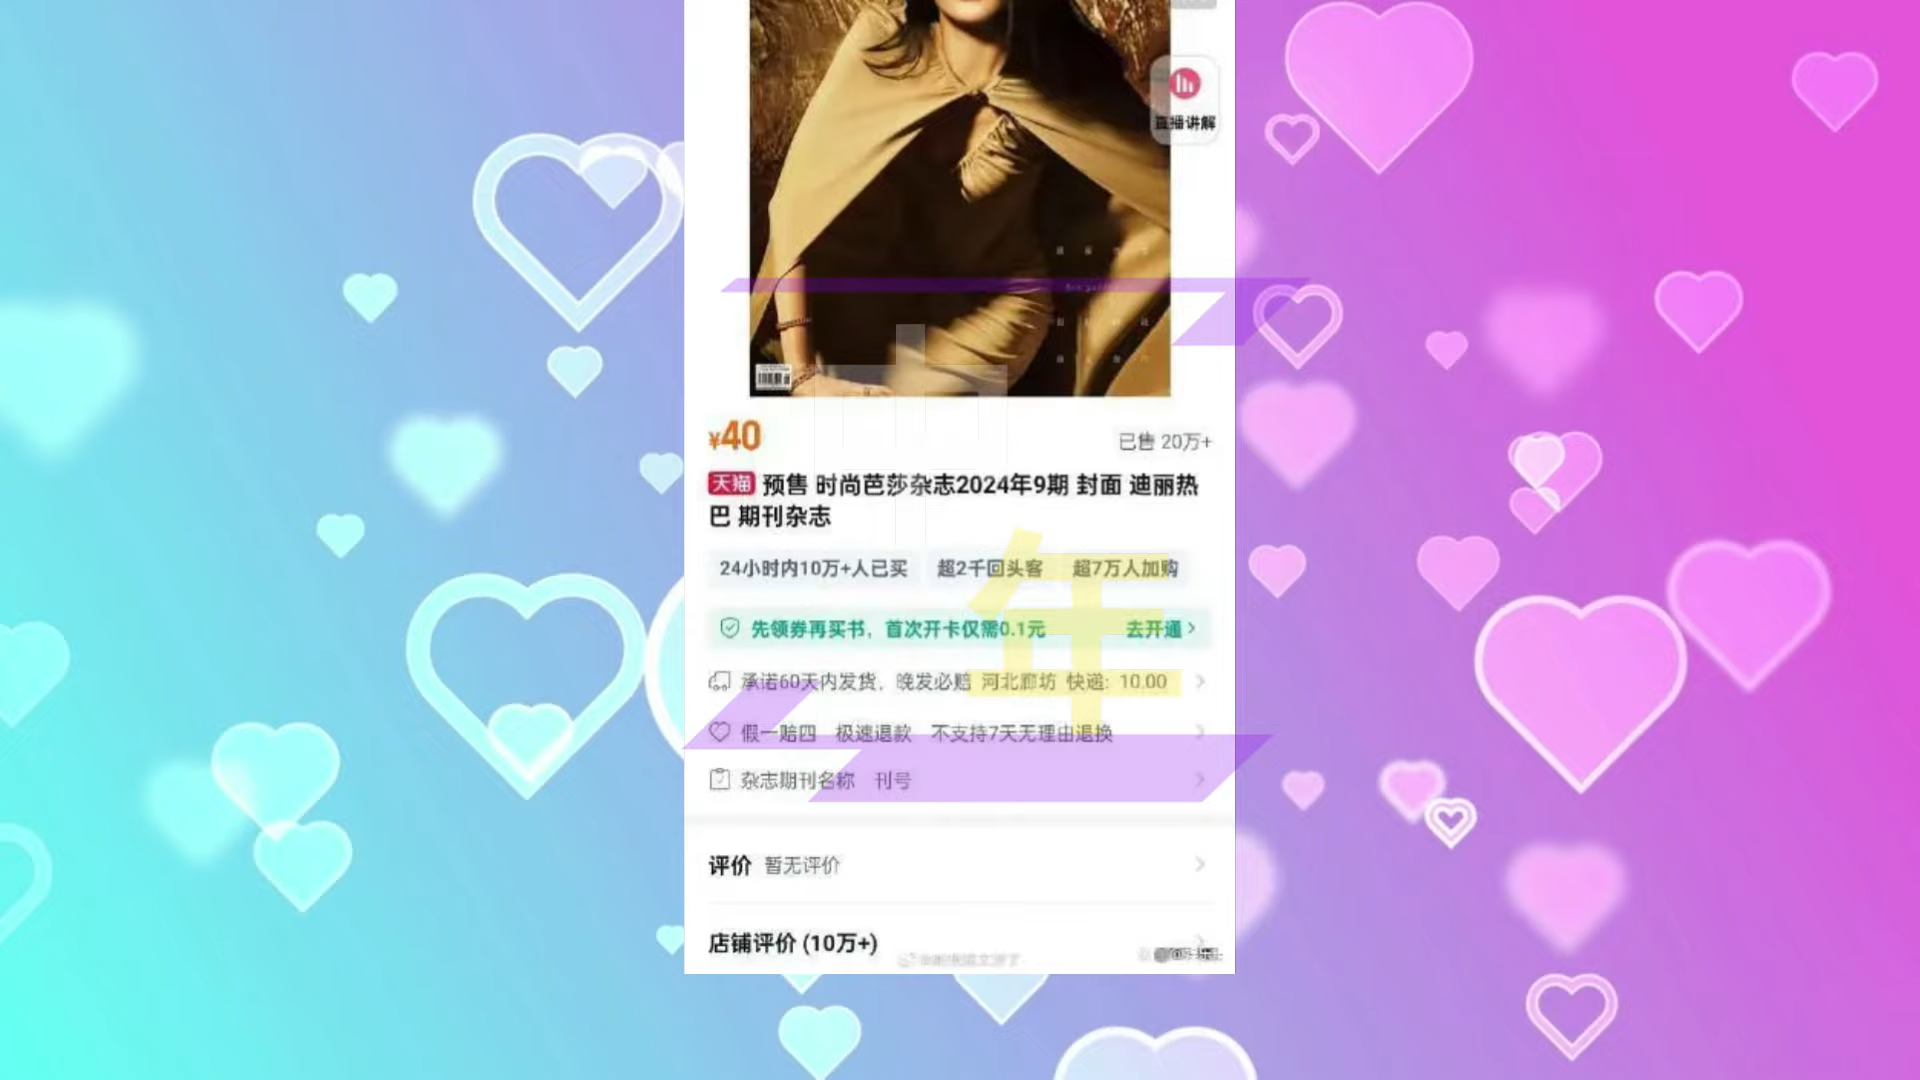 直播讲解
¥40
已售 20万+
天猫 预售 时尚芭莎杂志2024年9期 封面 迪丽热
巴 期刊杂志
24小时内10万+人已买 超2千回头客 超7万人加购
先领券再买书，首次开卡仅需0.1元 去开通
承诺60天内发货，晚发必赔 河北廊坊 快递: 10.00
假一赔四 极速退款 不支持7天无理由退换
杂志期刊名称 刊号
评价 暂无评价
店铺评价 (10万+)
年